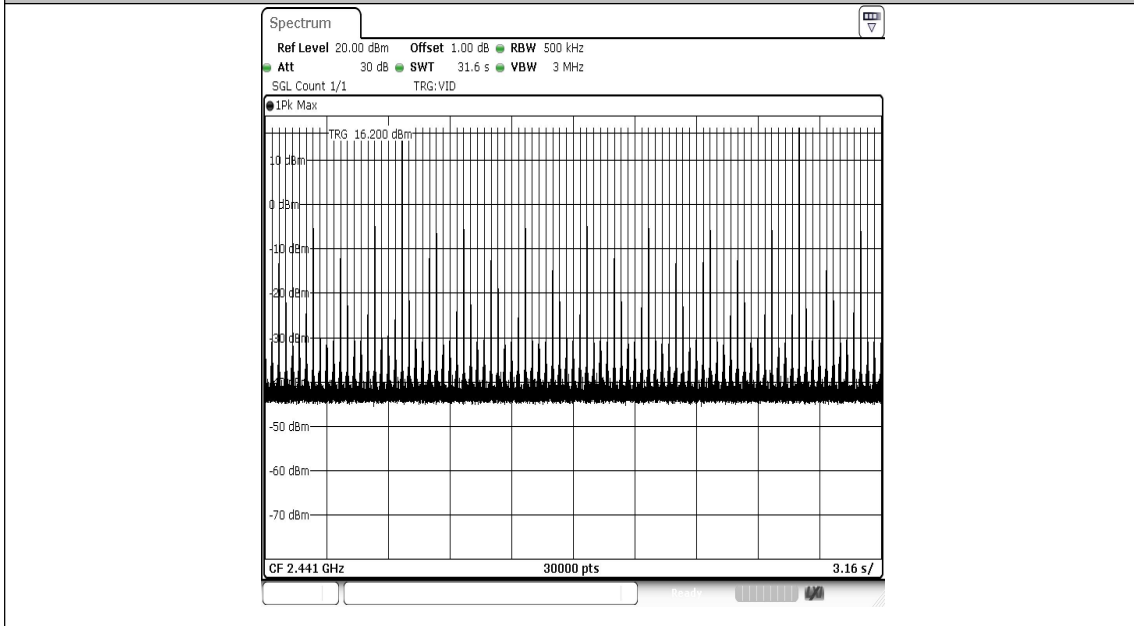 Spectrum
Ref Level 20.00 dBm Offset 1.00 dB RBW 500 kHz
Att 30 dB SWT 31.6 s VBW 3 MHz
SGL Count 1/1 TRG:VID
1Pk Max
TRG 16.200 dBm
10 dBm
0 dBm
-10 dBm
-20 dBm
-30 dBm
-50 dBm
-60 dBm
-70 dBm
CF 2.441 GHz 30000 pts 3.16 s/
Ready